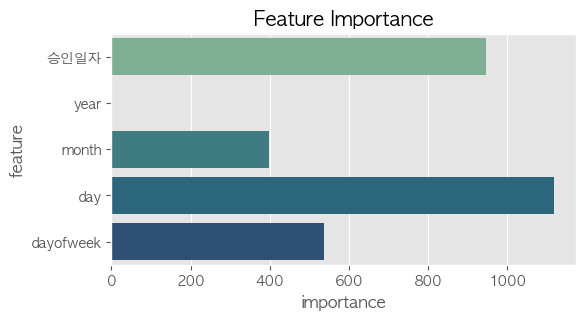 Feature Importance
승인일자
year
month
day
dayofweek
feature
0 200 400 600 800 1000
importance